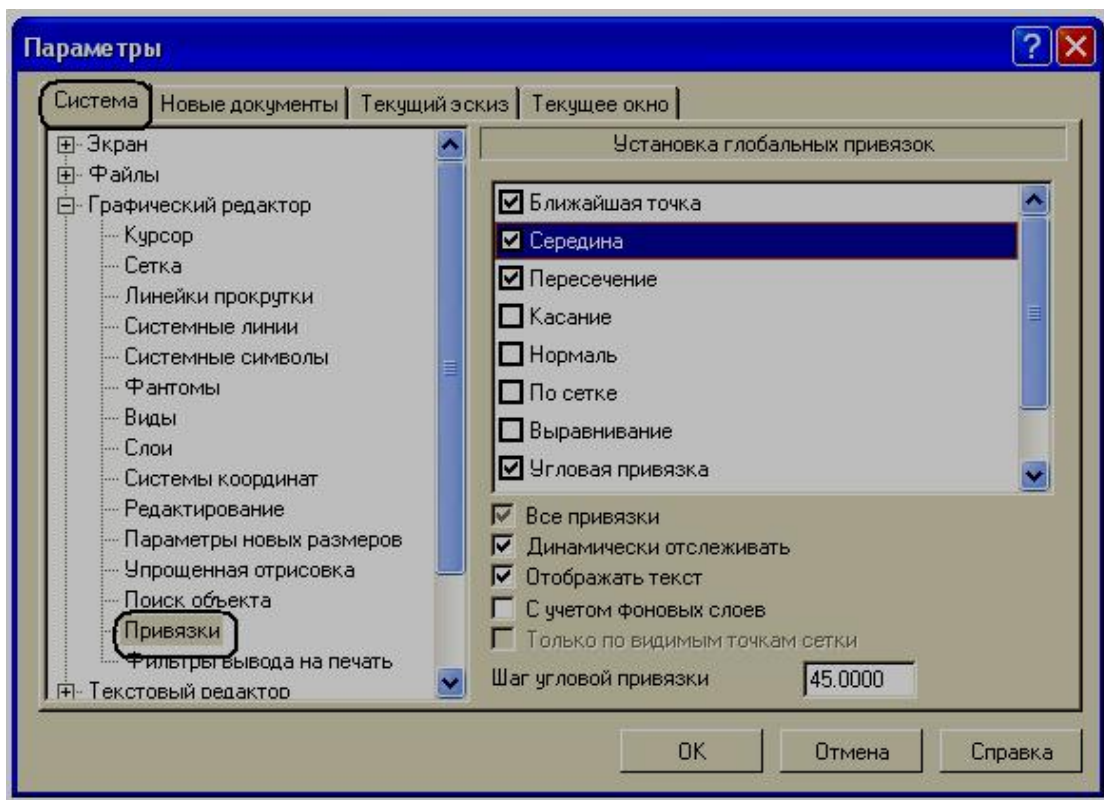 Параметры
Система Новые документы Текущий эскиз Текущее окно
Экран
Файлы
Графический редактор
Курсор
Сетка
Линейки прокрутки
Системные линии
Системные символы
Фантомы
Виды
Слои
Системы координат
Редактирование
Параметры новых размеров
Упрощенная отрисовка
Поиск объекта
Привязки
Фильтры вывода на печать
Текстовый редактор
Установка глобальных привязок
Ближайшая точка
Середина
Пересечение
Касание
Нормаль
По сетке
Выравнивание
Угловая привязка
Все привязки
Динамически отслеживать
Отображать текст
С учетом фоновых слоев
Только по видимым точкам сетки
Шаг угловой привязки 45.0000
OK Отмена Справка